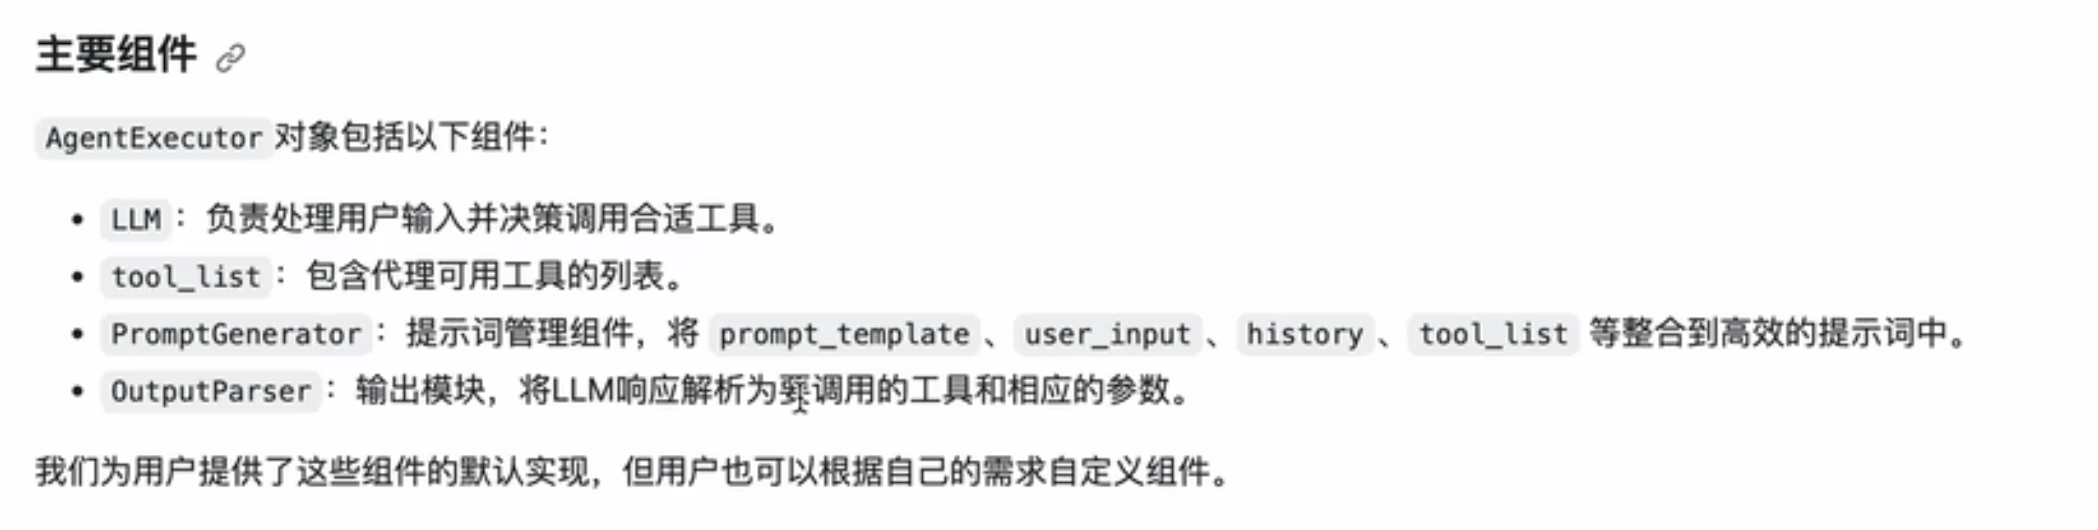 主要组件
AgentExecutor 对象包括以下组件：
• LLM： 负责处理用户输入并决策调用合适工具。
• tool_list： 包含代理可用工具的列表。
• PromptGenerator： 提示词管理组件，将 prompt_template 、 user_input 、 history 、 tool_list 等整合到高效的提示词中。
• OutputParser： 输出模块，将LLM响应解析为要调用的工具和相应的参数。
我们为用户提供了这些组件的默认实现，但用户也可以根据自己的需求自定义组件。